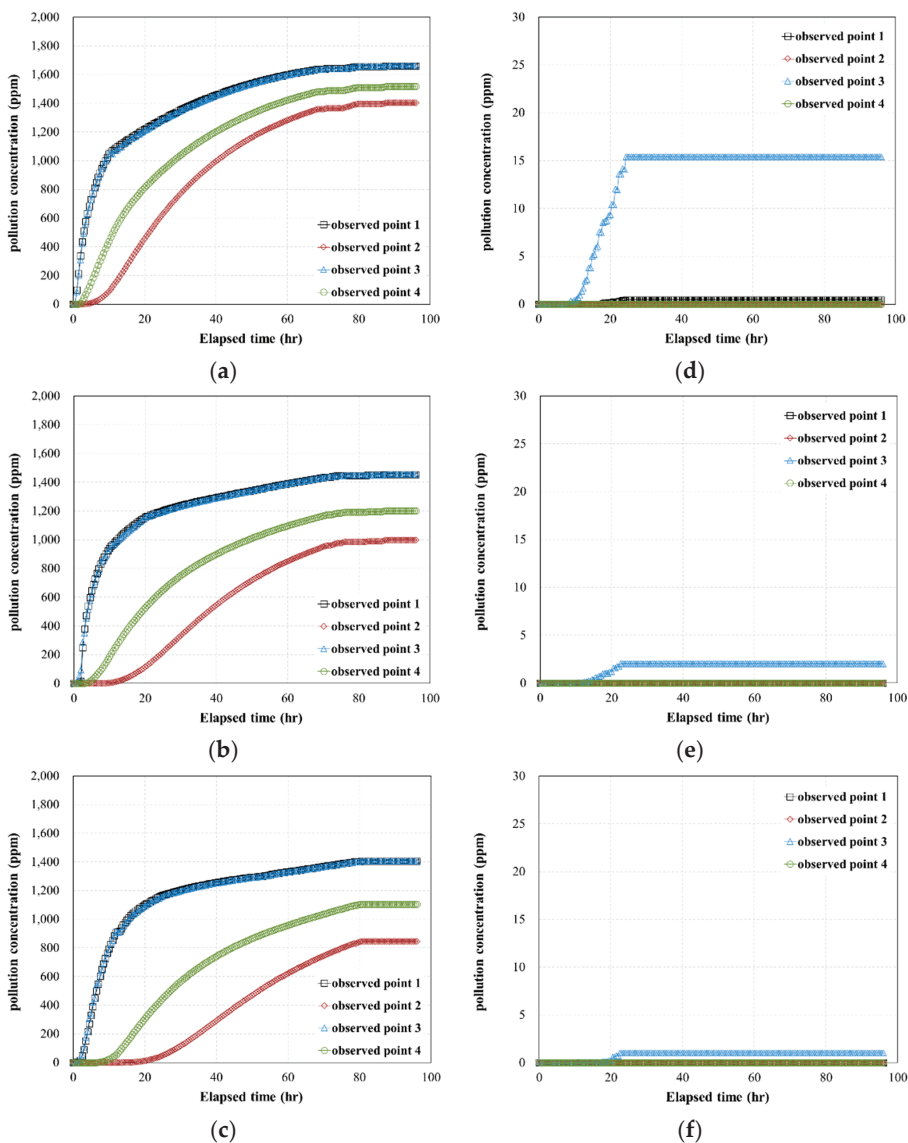 2,000
1,800
1,600
1,400
1,200
1,000
800
600
400
200
0
pollution concentration (ppm)
observed point 1
observed point 2
observed point 3
observed point 4
0 20 40 60 80 100
Elapsed time (hr)
(a)
30
25
20
15
10
5
0
pollution concentration (ppm)
observed point 1
observed point 2
observed point 3
observed point 4
0 20 40 60 80 100
Elapsed time (hr)
(d)
2,000
1,800
1,600
1,400
1,200
1,000
800
600
400
200
0
pollution concentration (ppm)
observed point 1
observed point 2
observed point 3
observed point 4
0 20 40 60 80 100
Elapsed time (hr)
(b)
30
25
20
15
10
5
0
pollution concentration (ppm)
observed point 1
observed point 2
observed point 3
observed point 4
0 20 40 60 80 100
Elapsed time (hr)
(e)
2,000
1,800
1,600
1,400
1,200
1,000
800
600
400
200
0
pollution concentration (ppm)
observed point 1
observed point 2
observed point 3
observed point 4
0 20 40 60 80 100
Elapsed time (hr)
(c)
30
25
20
15
10
5
0
pollution concentration (ppm)
observed point 1
observed point 2
observed point 3
observed point 4
0 20 40 60 80 100
Elapsed time (hr)
(f)